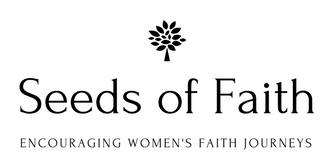 Seeds of Faith
ENCOURAGING WOMEN'S FAITH JOURNEYS